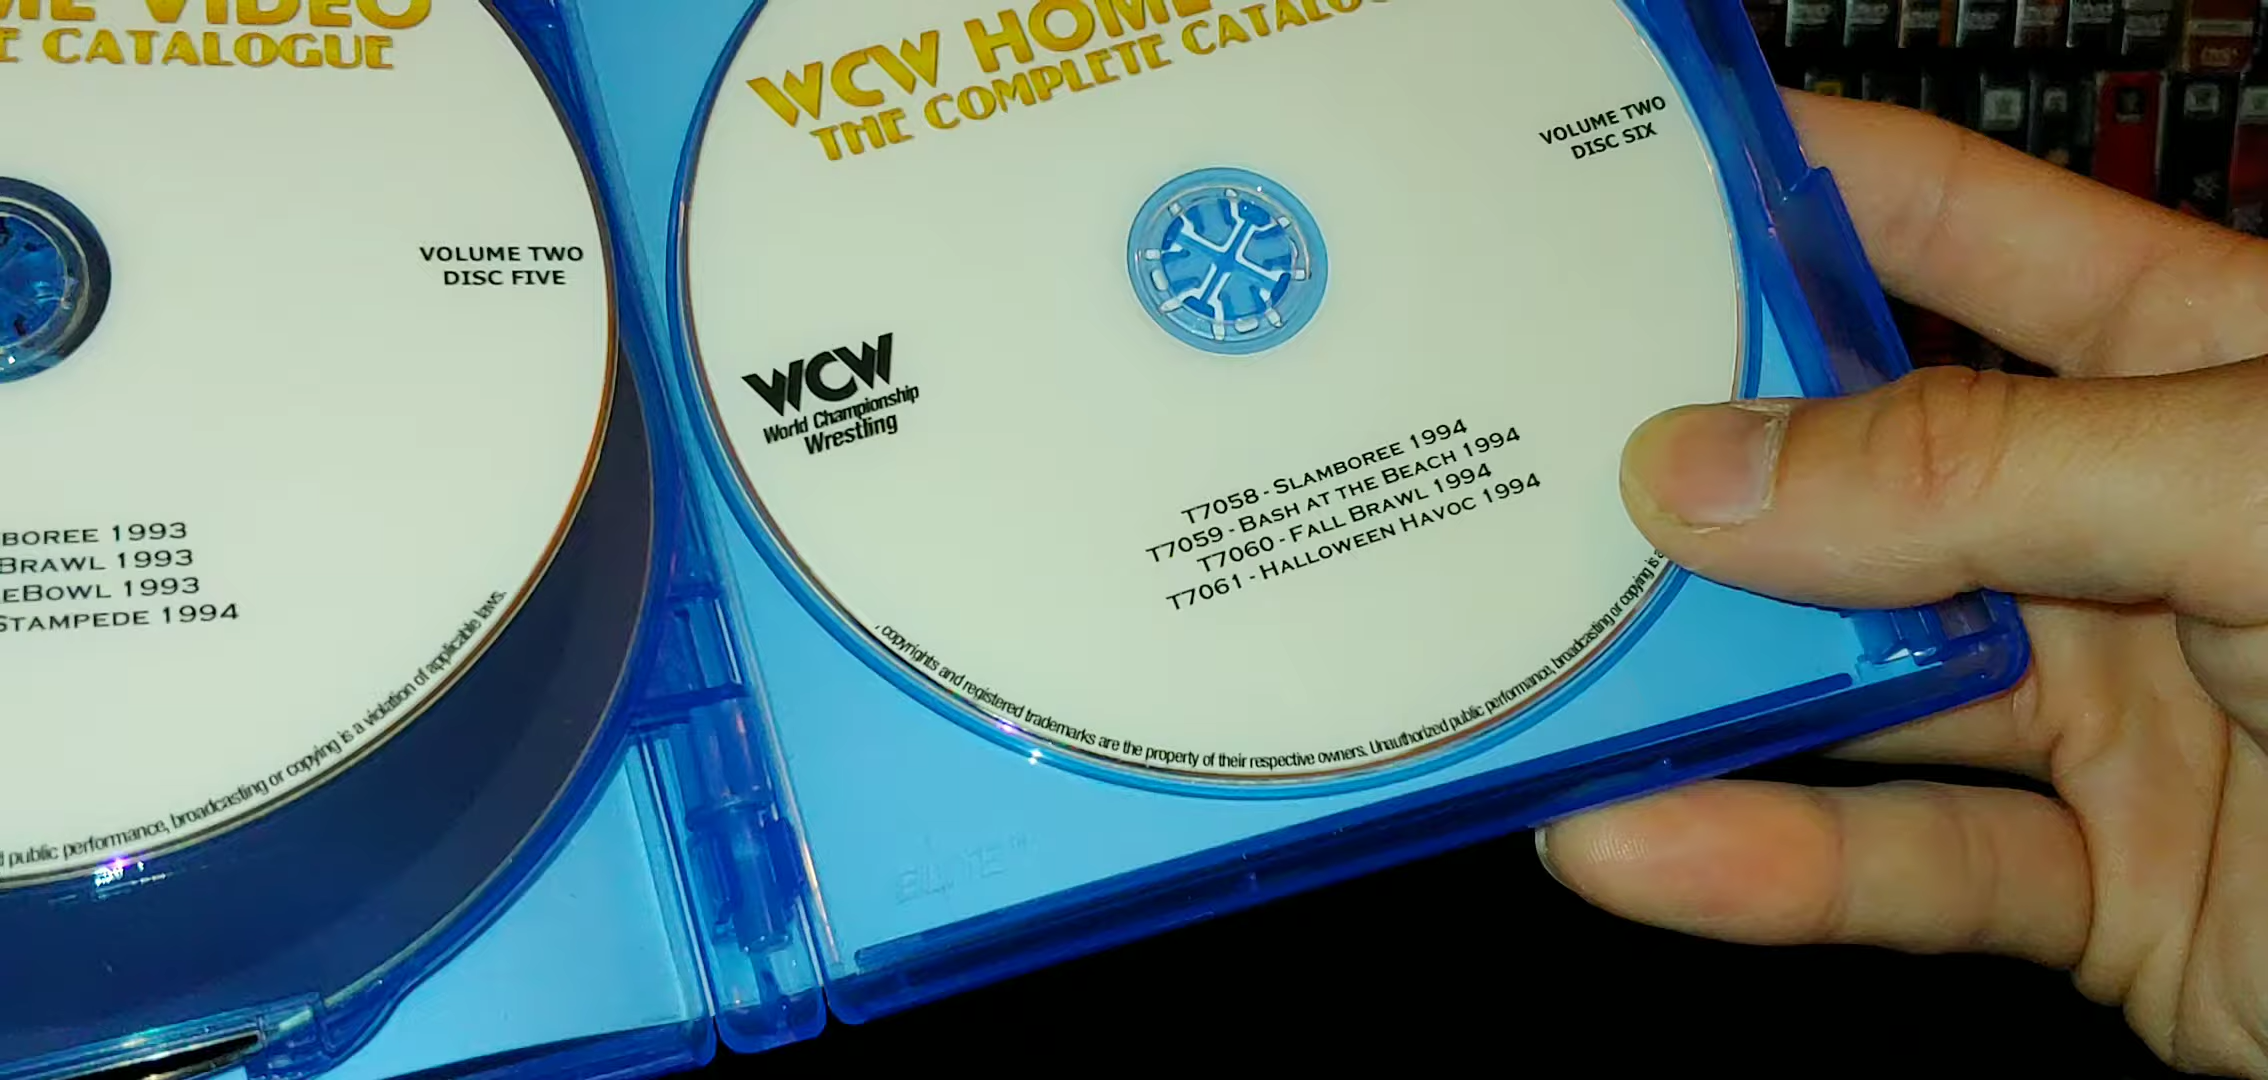 ME VIDEO
E CATALOGUE
VOLUME TWO
DISC FIVE
BOREE 1993
BRAWL 1993
EBOWL 1993
STAMPEDE 1994
public performance, broadcasting or copying is a violation of applicable laws.
WCW HOME
THE COMPLETE CATALOG
VOLUME TWO
DISC SIX
WCW
World Championship
Wrestling
T7058 - SLAMBOREE 1994
T7059 - BASH AT THE BEACH 1994
T7060 - FALL BRAWL 1994
T7061 - HALLOWEEN HAVOC 1994
, copyrights and registered trademarks are the property of their respective owners. Unauthorized public performance, broadcasting or copying is a
ELITE™